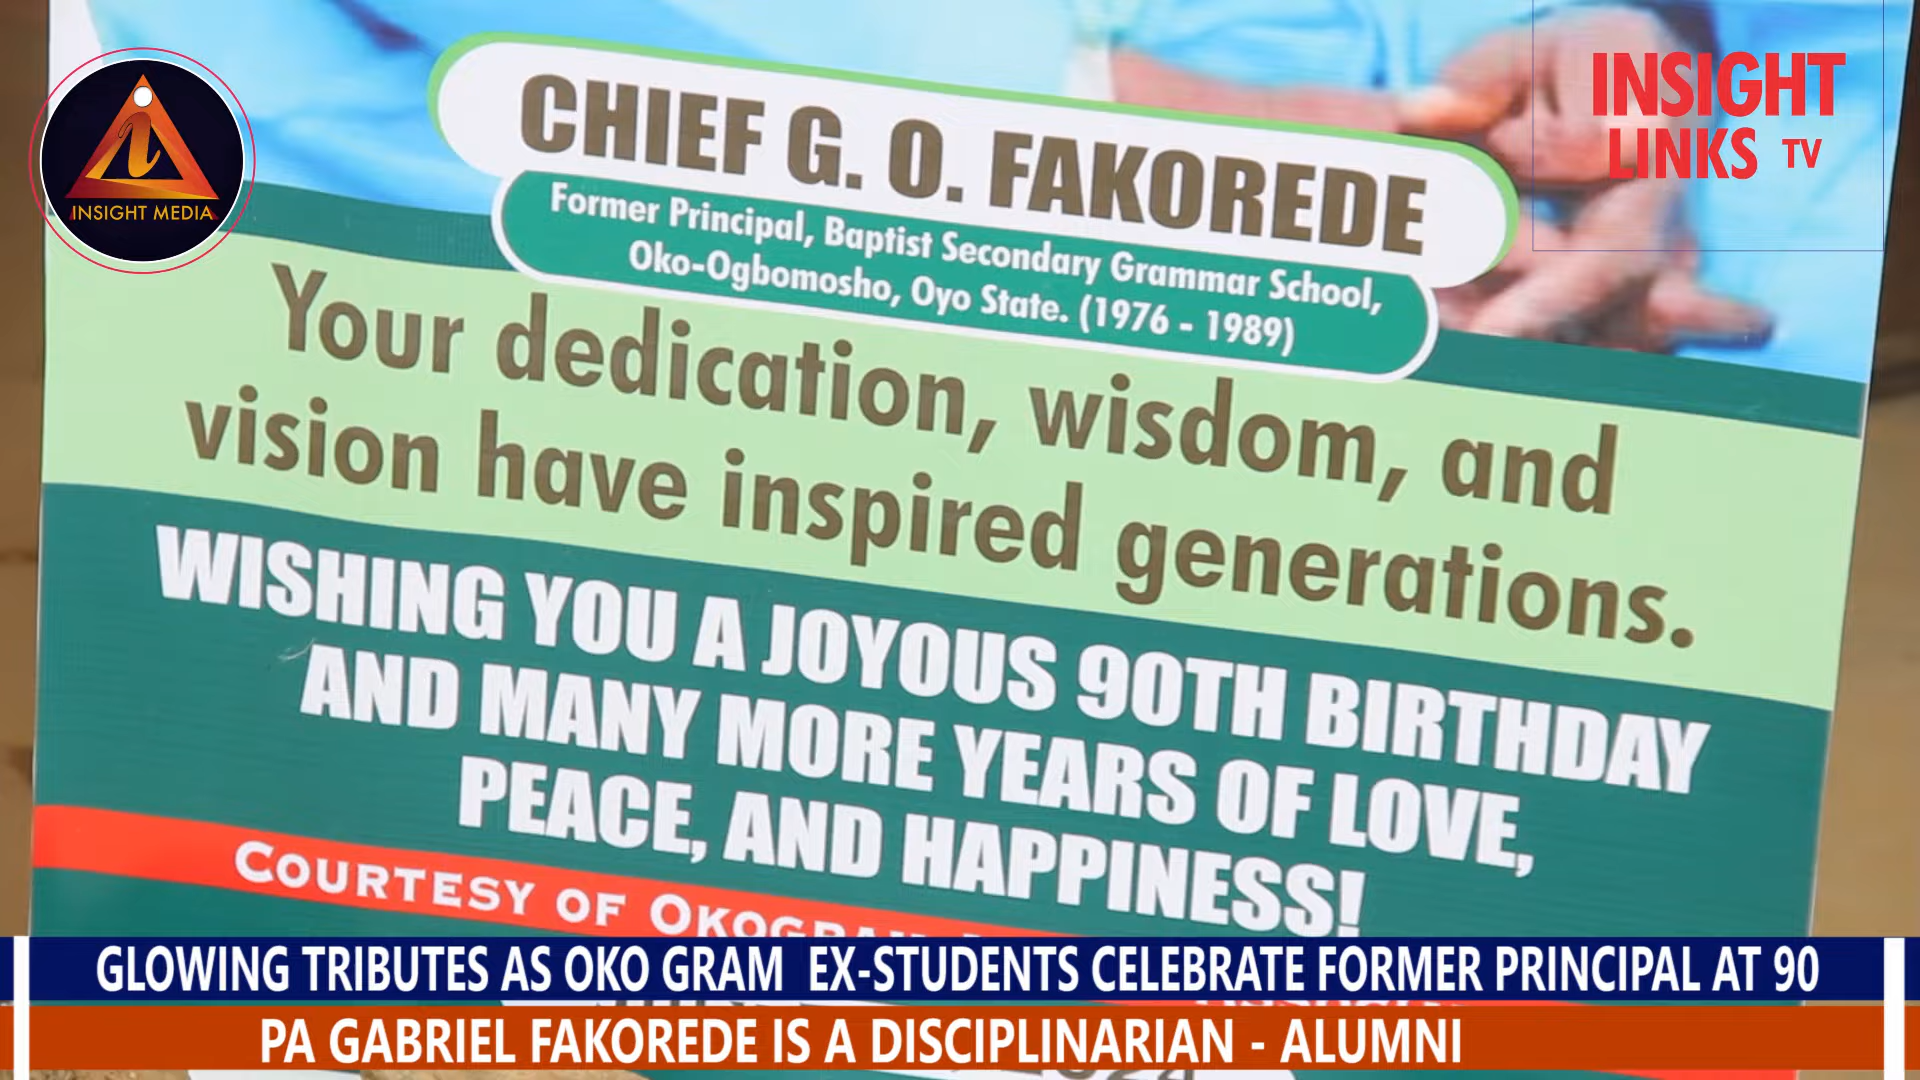 INSIGHT MEDIA
INSIGHT
LINKS TV
CHIEF G. O. FAKOREDE
Former Principal, Baptist Secondary Grammar School,
Oko-Ogbomosho, Oyo State. (1976 - 1989)
Your dedication, wisdom, and
vision have inspired generations.
WISHING YOU A JOYOUS 90TH BIRTHDAY
AND MANY MORE YEARS OF LOVE,
PEACE, AND HAPPINESS!
COURTESY OF
GLOWING TRIBUTES AS OKO GRAM EX-STUDENTS CELEBRATE FORMER PRINCIPAL AT 90
PA GABRIEL FAKOREDE IS A DISCIPLINARIAN - ALUMNI